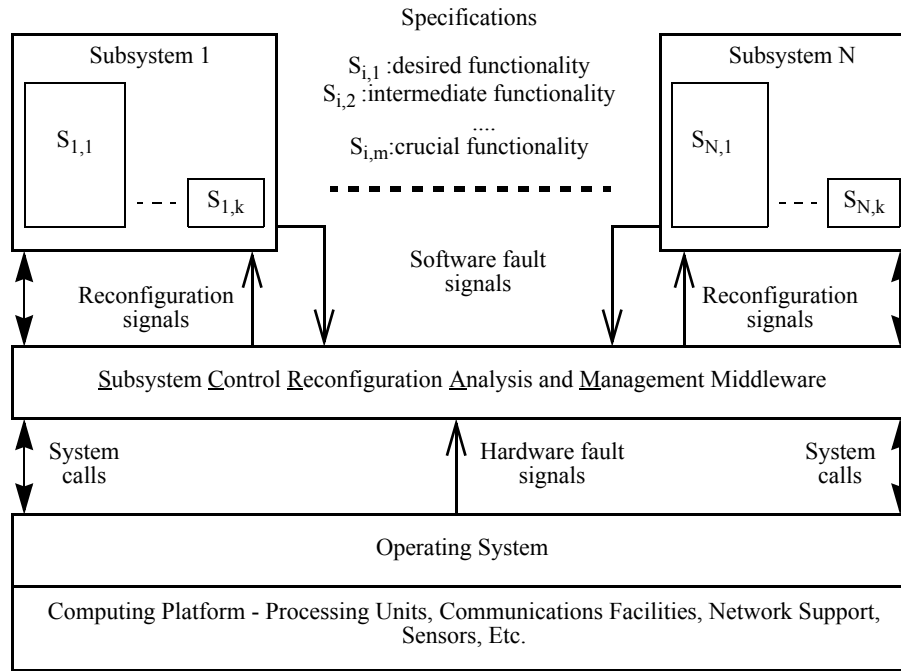 Specifications
Subsystem 1
Subsystem N
S1,1
S1,k
Si,1 :desired functionality
Si,2 :intermediate functionality
....
Si,m:crucial functionality
SN,1
SN,k
Software fault
signals
Reconfiguration
signals
Reconfiguration
signals
Subsystem Control Reconfiguration Analysis and Management Middleware
System
calls
Hardware fault
signals
System
calls
Operating System
Computing Platform - Processing Units, Communications Facilities, Network Support,
Sensors, Etc.